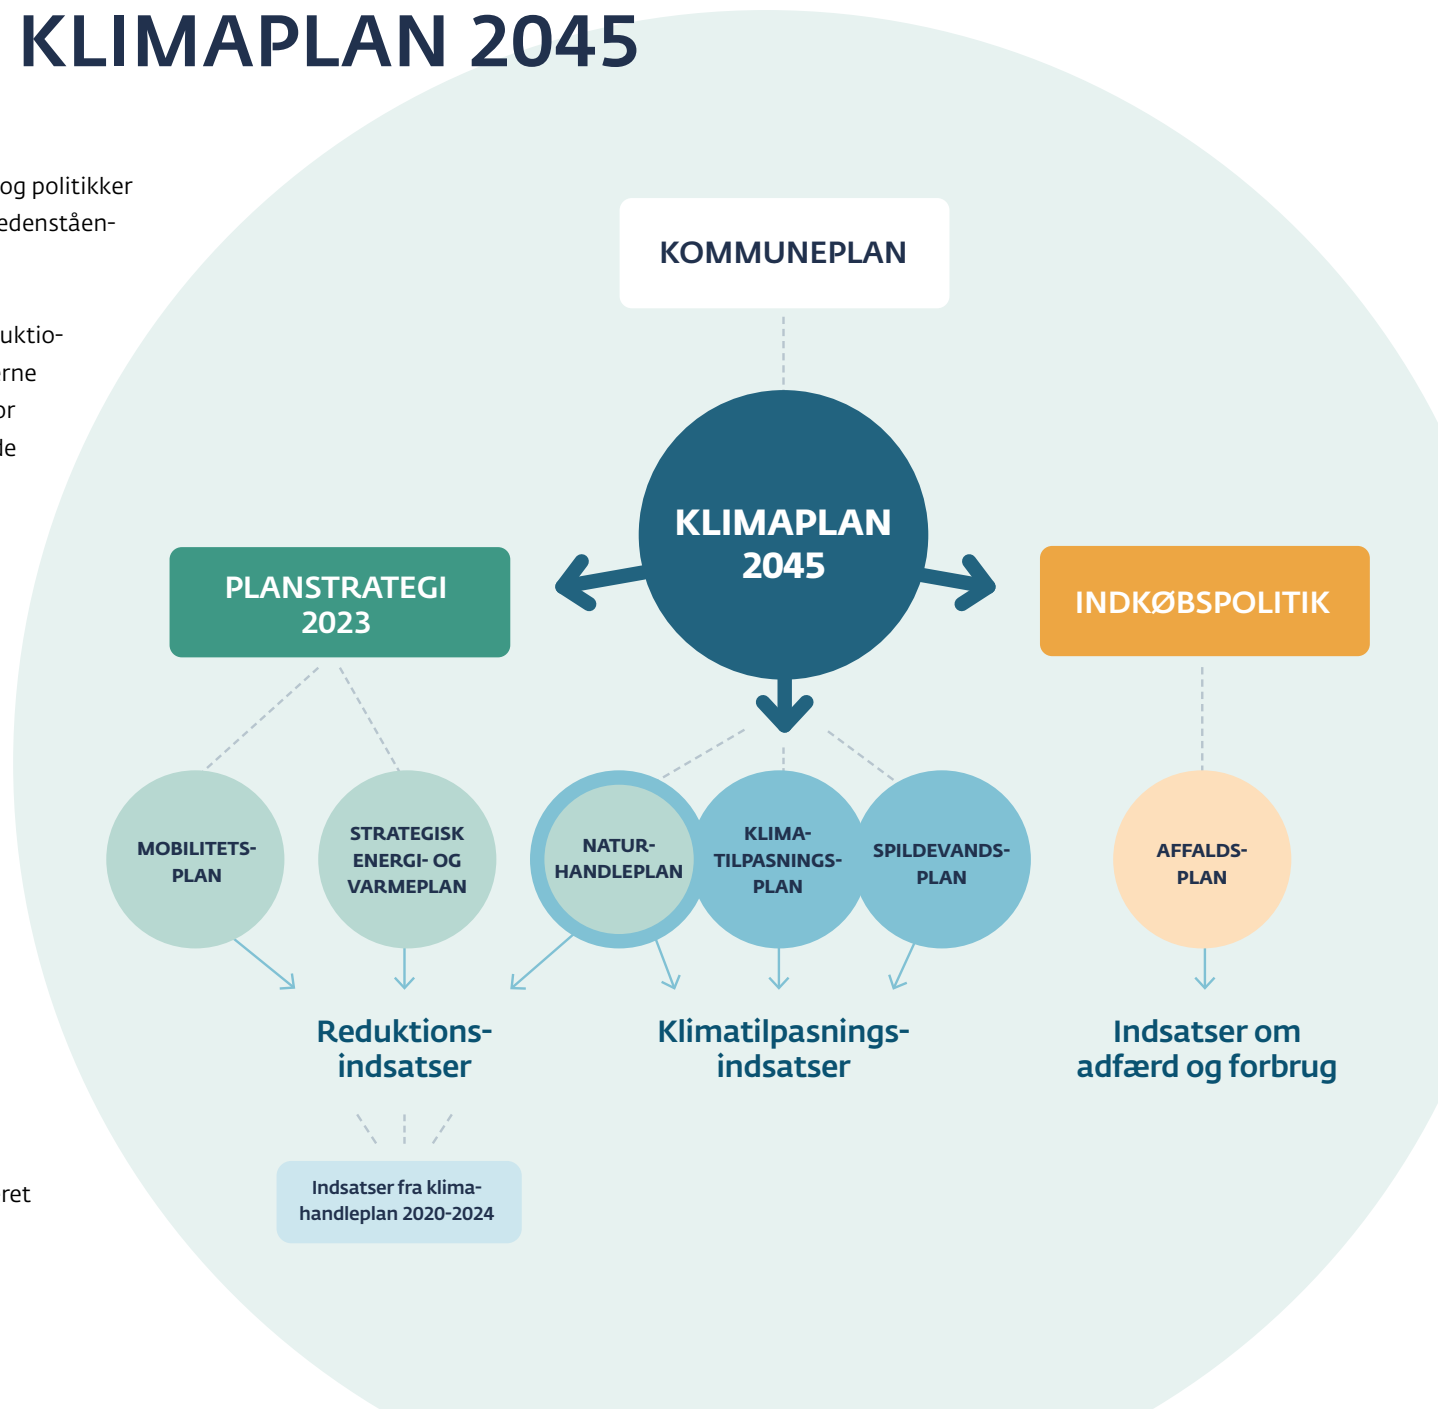 KLIMAPLAN 2045
og politikker
edenståen-
uktio-
erne
or
de
KOMMUNEPLAN
KLIMAPLAN
2045
PLANSTRATEGI
2023
INDKØBSPOLITIK
MOBILITETS-
PLAN
STRATEGISK
ENERGI- OG
VARMEPLAN
NATUR-
HANDLEPLAN
KLIMA-
TILPASNINGS-
PLAN
SPILDEVANDS-
PLAN
AFFALDS-
PLAN
Reduktions-
indsatser
Klimatilpasnings-
indsatser
Indsatser om
adfærd og forbrug
Indsatser fra klima-
handleplan 2020-2024
ret